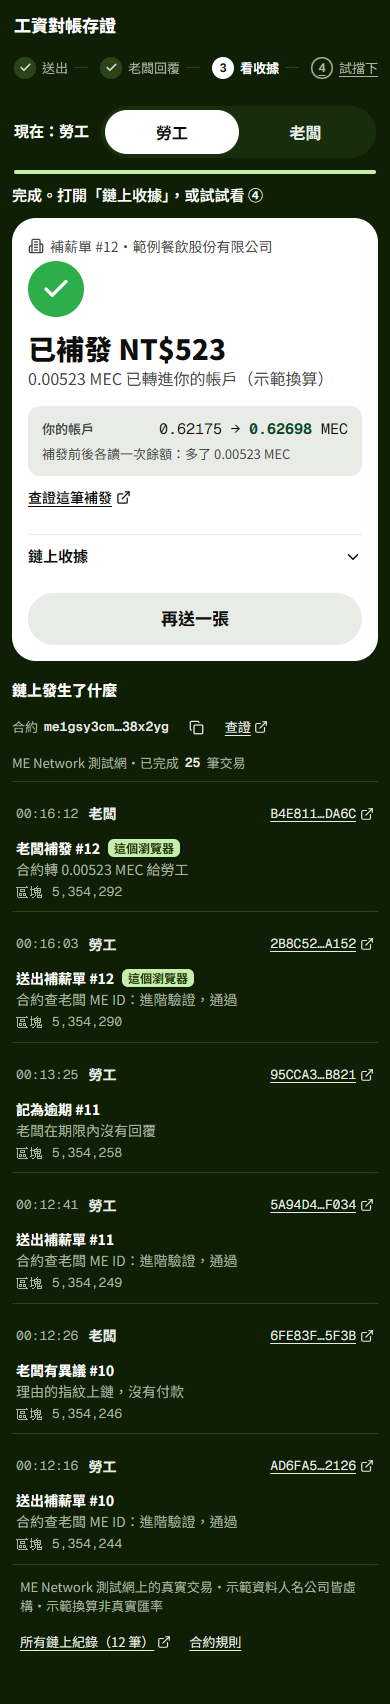 工資對帳存證
送出 老闆回覆 3 看收據 4 試擋下
現在：勞工 勞工 老闆
完成。打開「鏈上收據」，或試試看 ④
補薪單 #12・範例餐飲股份有限公司
已補發 NT$523
0.00523 MEC 已轉進你的帳戶（示範換算）
你的帳戶 0.62175 → 0.62698 MEC
補發前後各讀一次餘額：多了 0.00523 MEC
查證這筆補發
鏈上收據
再送一張
鏈上發生了什麼
合約 me1gsy3cm…38x2yg 查證
ME Network 測試網・已完成 25 筆交易
00:16:12 老闆 B4E811…DA6C
老闆補發 #12 這個瀏覽器
合約轉 0.00523 MEC 給勞工
區塊 5,354,292
00:16:03 勞工 2B8C52…A152
送出補薪單 #12 這個瀏覽器
合約查老闆 ME ID：進階驗證，通過
區塊 5,354,290
00:13:25 勞工 95CCA3…B821
記為逾期 #11
老闆在期限內沒有回覆
區塊 5,354,258
00:12:41 勞工 5A94D4…F034
送出補薪單 #11
合約查老闆 ME ID：進階驗證，通過
區塊 5,354,249
00:12:26 老闆 6FE83F…5F3B
老闆有異議 #10
理由的指紋上鏈，沒有付款
區塊 5,354,246
00:12:16 勞工 AD6FA5…2126
送出補薪單 #10
合約查老闆 ME ID：進階驗證，通過
區塊 5,354,244
ME Network 測試網上的真實交易・示範資料人名公司皆虛
構・示範換算非真實匯率
所有鏈上紀錄（12 筆） 合約規則